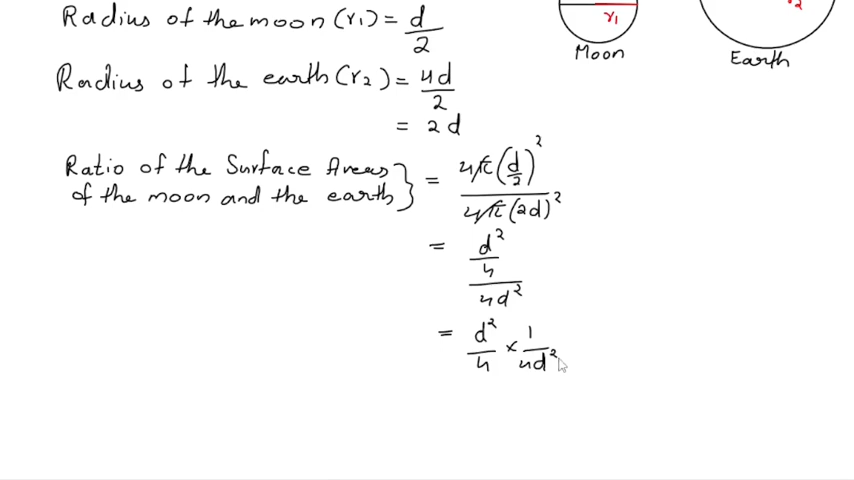 Radius of the moon (r₁) = d/2
r₁
r₂
Moon
Earth
Radius of the earth (r₂) = 4d/2
= 2d
Ratio of the Surface Areas
of the moon and the earth } = 4π(d/2)² / 4π(2d)²
= d²/4 / 4d²
= d²/4 × 1/4d²